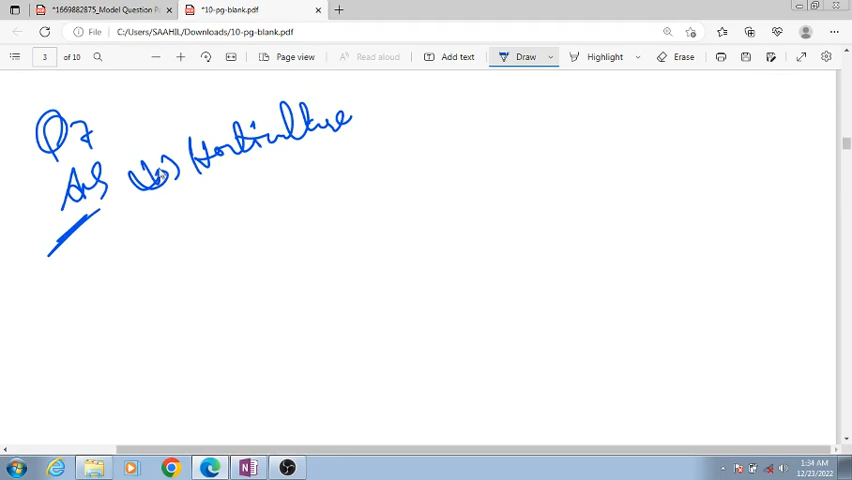 *1669882875_Model Question P
*10-pg-blank.pdf
File C:/Users/SAAHIL/Downloads/10-pg-blank.pdf
3 of 10 Page view Read aloud Add text Draw Highlight Erase
Q7
Ans (b) Horticulture
1:34 AM
12/23/2022